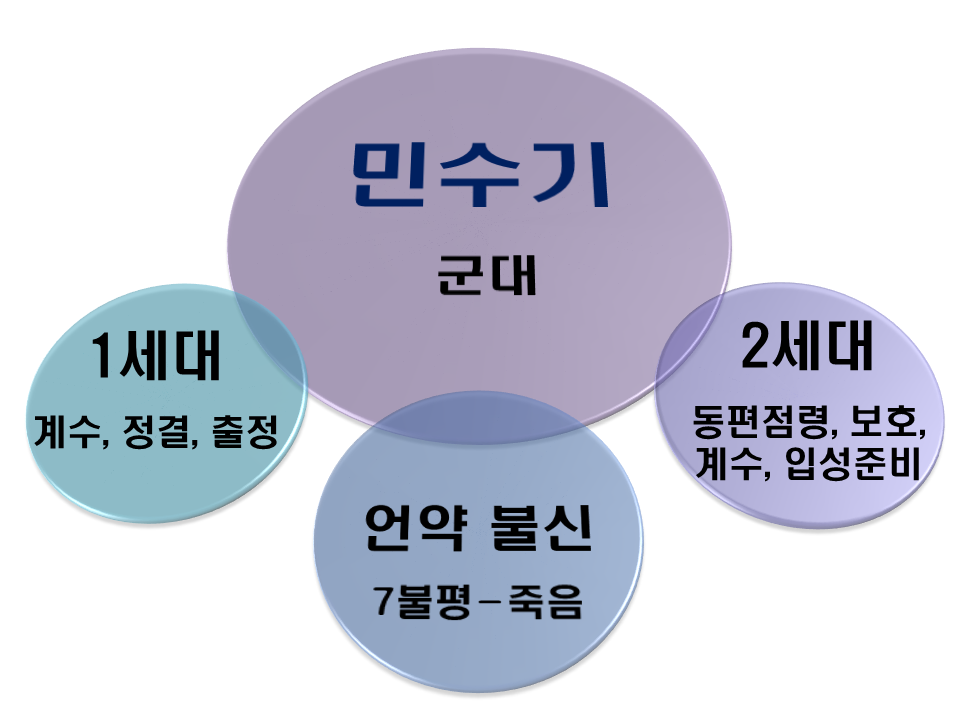 민수기
군대
1세대
계수, 정결, 출정
언약 불신
7불평-죽음
2세대
동편점령, 보호,
계수, 입성준비